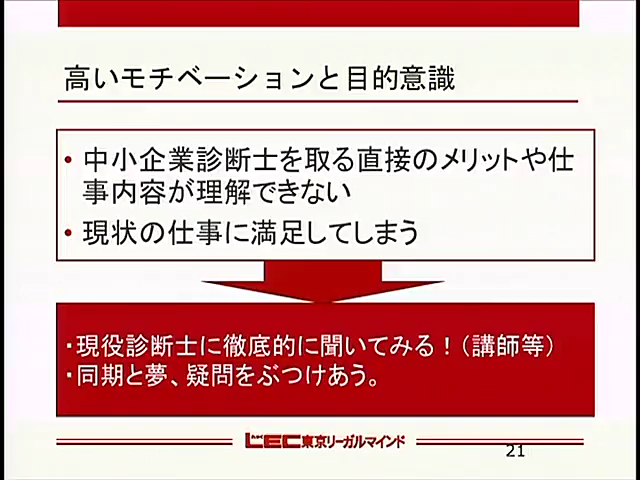 高いモチベーションと目的意識
・中小企業診断士を取る直接のメリットや仕
事内容が理解できない
・現状の仕事に満足してしまう
・現役診断士に徹底的に聞いてみる！（講師等）
・同期と夢、疑問をぶつけあう。
LEC東京リーガルマインド
21